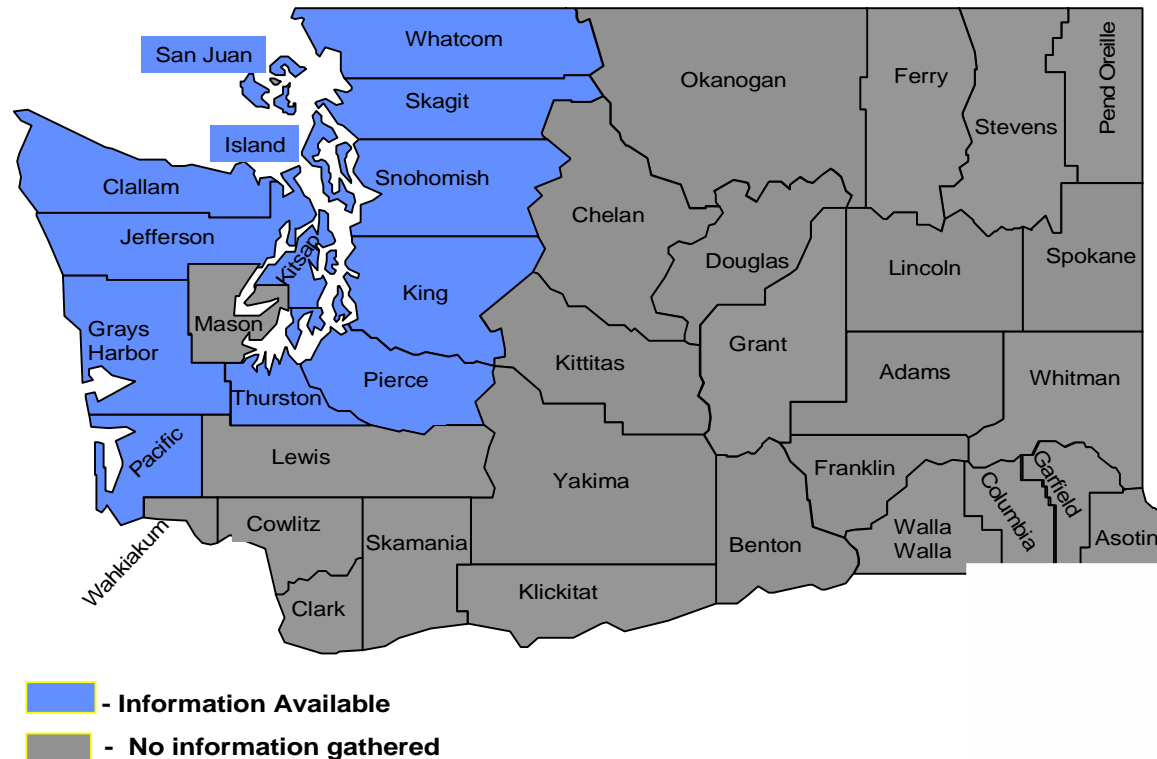 Whatcom
San Juan
Okanogan
Ferry
Pend Oreille
Skagit
Stevens
Island
Snohomish
Clallam
Chelan
Jefferson
Kitsap
Douglas
Lincoln
Spokane
King
Mason
Grays
Harbor
Grant
Kittitas
Adams
Whitman
Pierce
Thurston
Pacific
Lewis
Yakima
Franklin
Columbia
Garfield
Cowlitz
Walla
Walla
Asotin
Wahkiakum
Skamania
Benton
Klickitat
Clark
- Information Available
- No information gathered